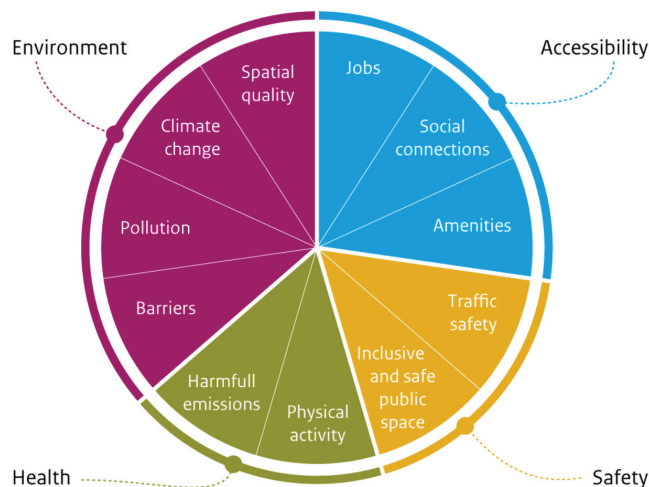 Environment
Accessibility
Spatial
quality
Jobs
Climate
change
Social
connections
Pollution
Amenities
Barriers
Traffic
safety
Harmfull
emissions
Physical
activity
Inclusive
and safe
public
space
Health
Safety